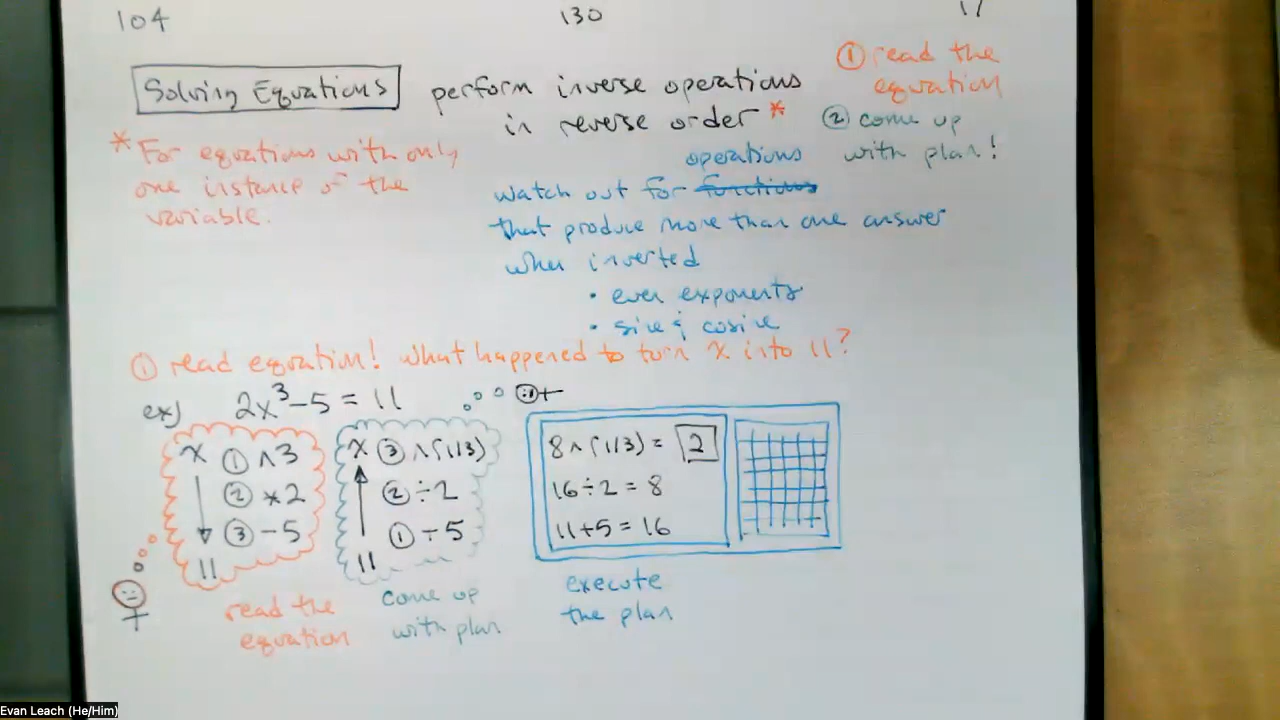 104 130 17
Solving Equations perform inverse operations
in reverse order *
① read the
equation
② come up
with plan!
* For equations with only
one instance of the
variable.
operations
watch out for functions
that produce more than one answer
when inverted
• even exponents
• sine & cosine
① read equation! What happened to turn x into 11?
ex) 2x³-5 = 11
x ① ^3
② *2
③ -5
11
read the
equation
x ③ ^(1/3)
② ÷2
① ÷5
11
come up
with plan
8^(1/3) = 2
16÷2 = 8
11+5 = 16
execute
the plan
Evan Leach (He/Him)